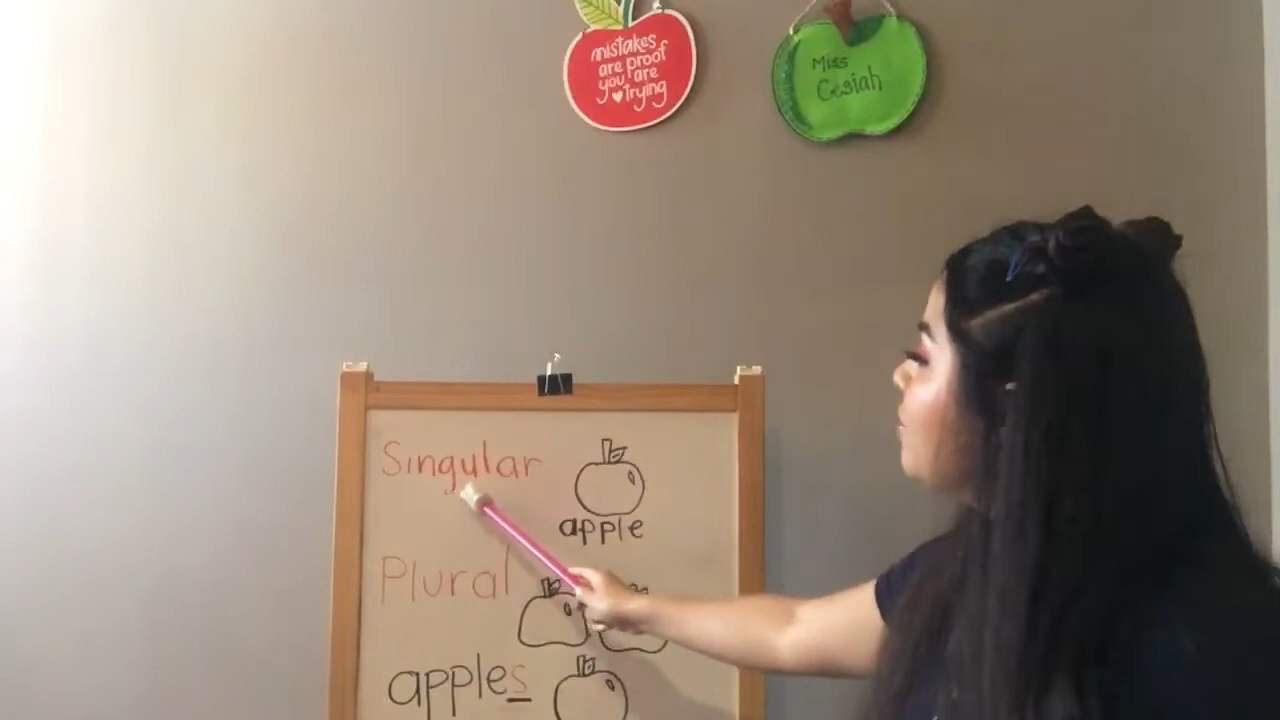 mistakes
are proof
you are
trying
Miss
Cesiah
Singular
apple
Plural
apples